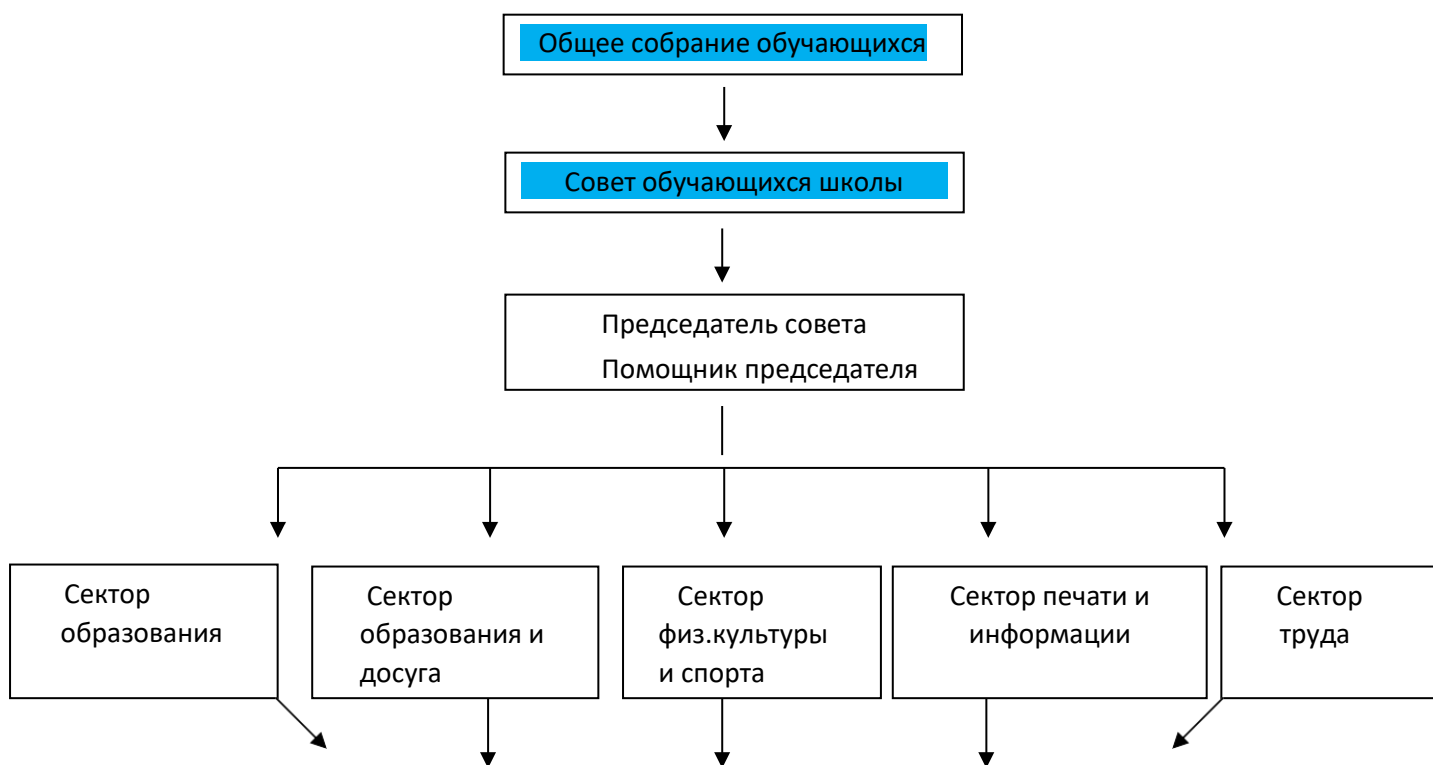 Общее собрание обучающихся
Совет обучающихся школы
Председатель совета
Помощник председателя
Сектор
образования
Сектор
образования и
досуга
Сектор
физ.культуры
и спорта
Сектор печати и
информации
Сектор
труда